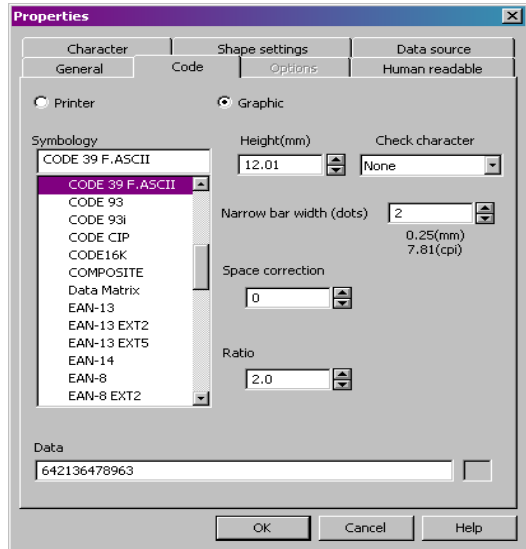 Properties
Character Shape settings Data source
General Code Options Human readable
Printer Graphic
Symbology Height(mm) Check character
CODE 39 F.ASCII 12.01 None
CODE 39 F.ASCII
CODE 93
Narrow bar width (dots) 2
CODE 93i
0.25(mm)
CODE CIP
7.81(cpi)
CODE16K
COMPOSITE Space correction
Data Matrix
EAN-13 0
EAN-13 EXT2
EAN-13 EXT5
EAN-14 Ratio
EAN-8 2.0
EAN-8 EXT2
Data
642136478963
OK Cancel Help